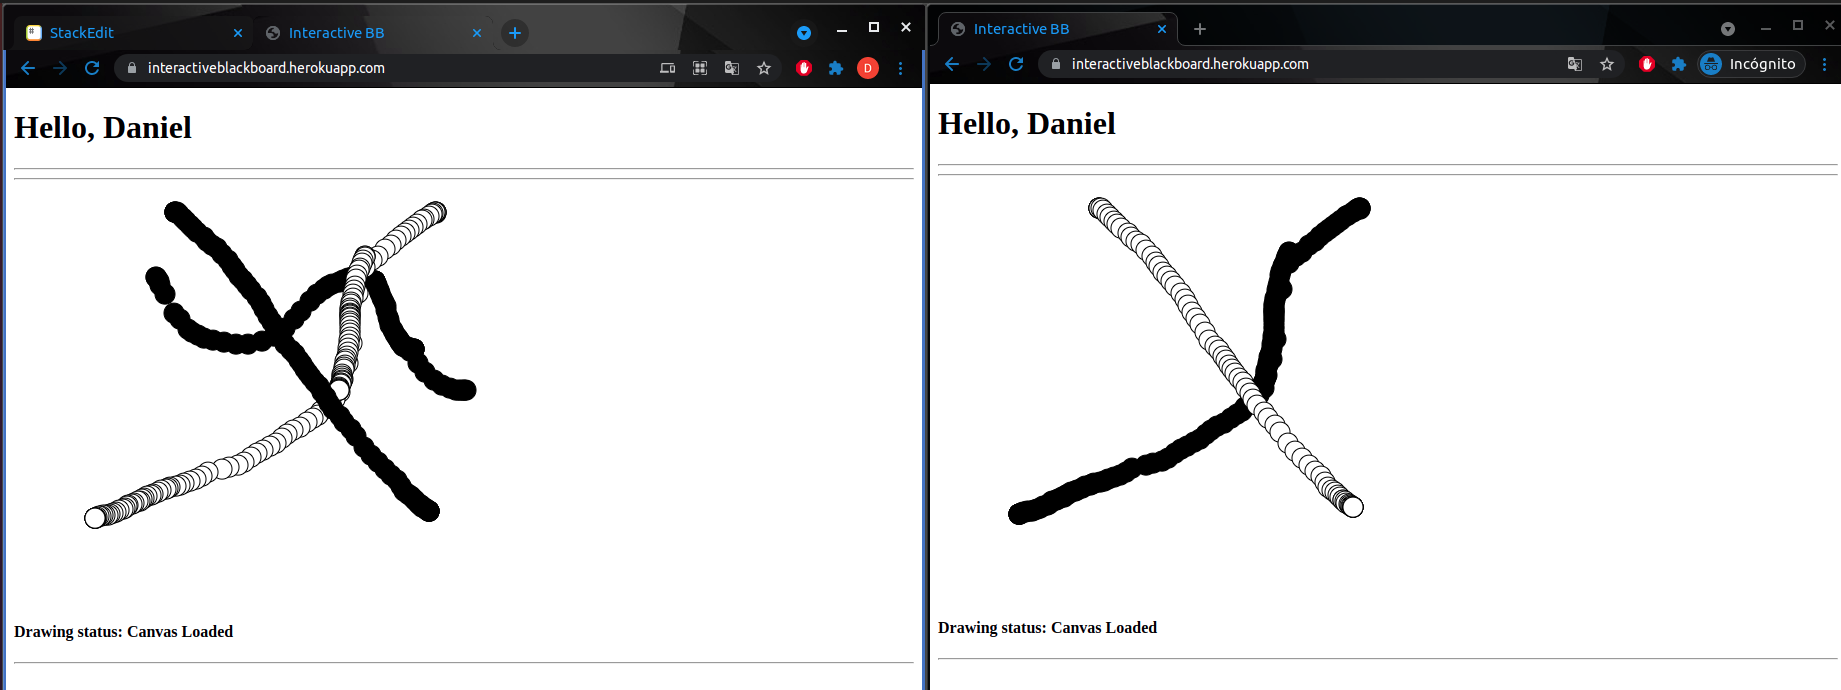 StackEdit
Interactive BB
interactiveblackboard.herokuapp.com
D
Hello, Daniel
Drawing status: Canvas Loaded
Interactive BB
interactiveblackboard.herokuapp.com
Incógnito
Hello, Daniel
Drawing status: Canvas Loaded